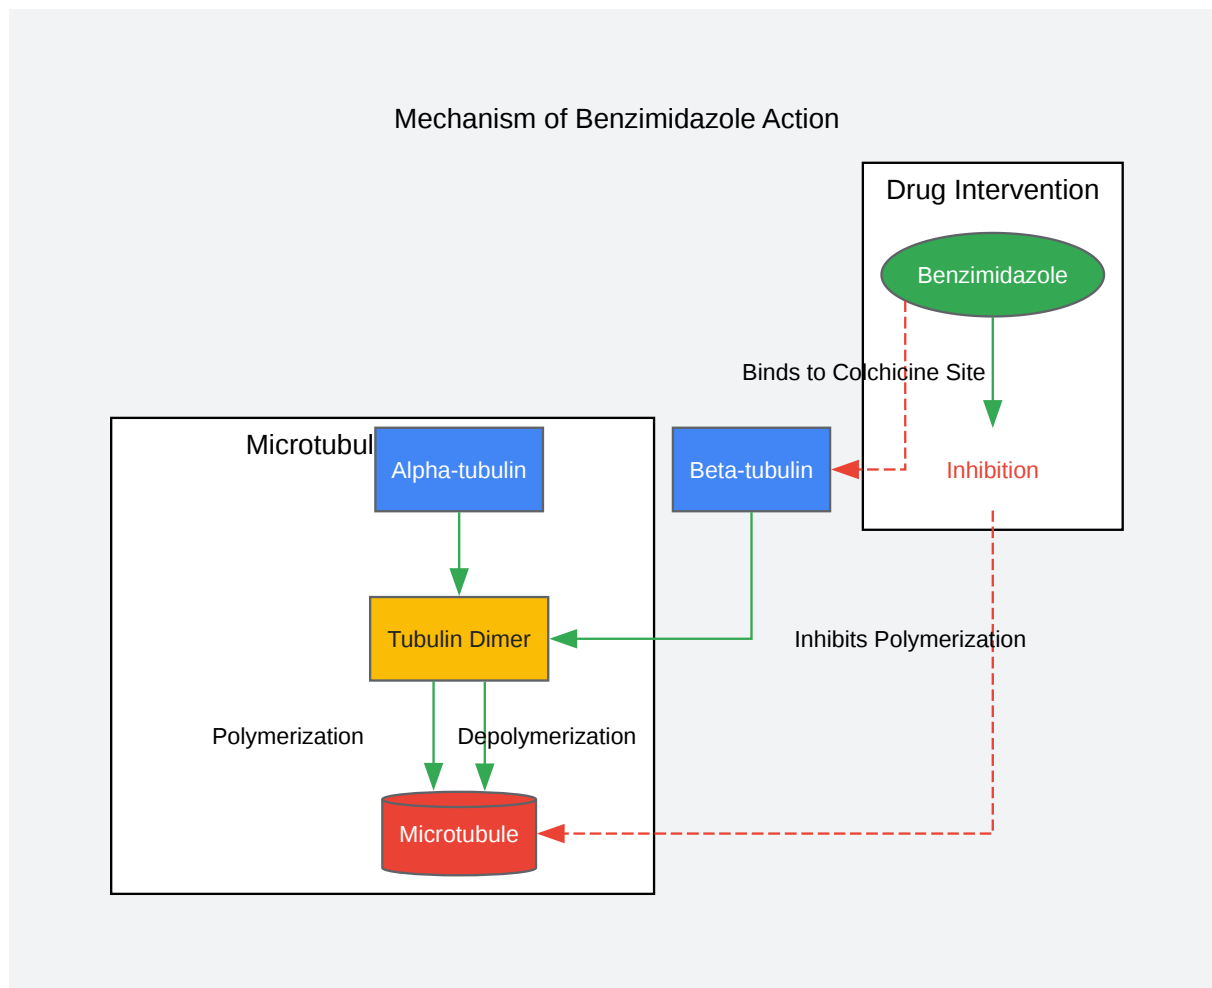 Mechanism of Benzimidazole Action
Drug Intervention
Benzimidazole
Binds to Colchicine Site
Microtubul
Alpha-tubulin
Beta-tubulin
Inhibition
Tubulin Dimer
Inhibits Polymerization
Polymerization
Depolymerization
Microtubule